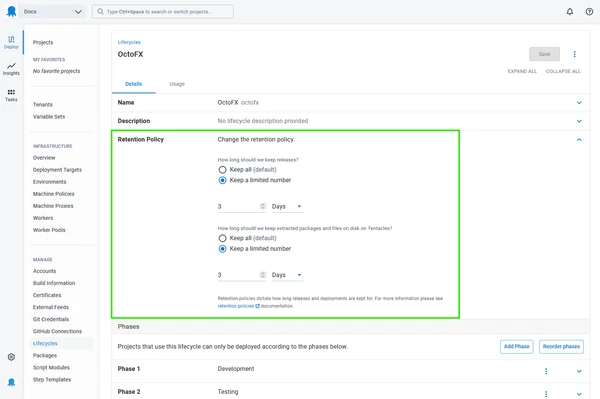 Docs
Type Ctrl+Space to search or switch projects...
Deploy
Insights
Tasks
Projects
MY FAVORITES
No favorite projects
Tenants
Variable Sets
INFRASTRUCTURE
Overview
Deployment Targets
Environments
Machine Policies
Machine Proxies
Workers
Worker Pools
MANAGE
Accounts
Build Information
Certificates
External Feeds
Git Credentials
GitHub Connections
Lifecycles
Packages
Script Modules
Step Templates
Lifecycles
OctoFX
Save
EXPAND ALL COLLAPSE ALL
Details Usage
Name OctoFX octofx
Description No lifecycle description provided
Retention Policy Change the retention policy.
How long should we keep releases?
Keep all (default)
Keep a limited number
3 Days
How long should we keep extracted packages and files on disk on Tentacles?
Keep all (default)
Keep a limited number
3 Days
Retention policies dictate how long releases and deployments are kept for. For more information please see
retention policies documentation.
Phases
Projects that use this lifecycle can only be deployed according to the phases below. Add Phase Reorder phases
Phase 1 Development
Phase 2 Testing